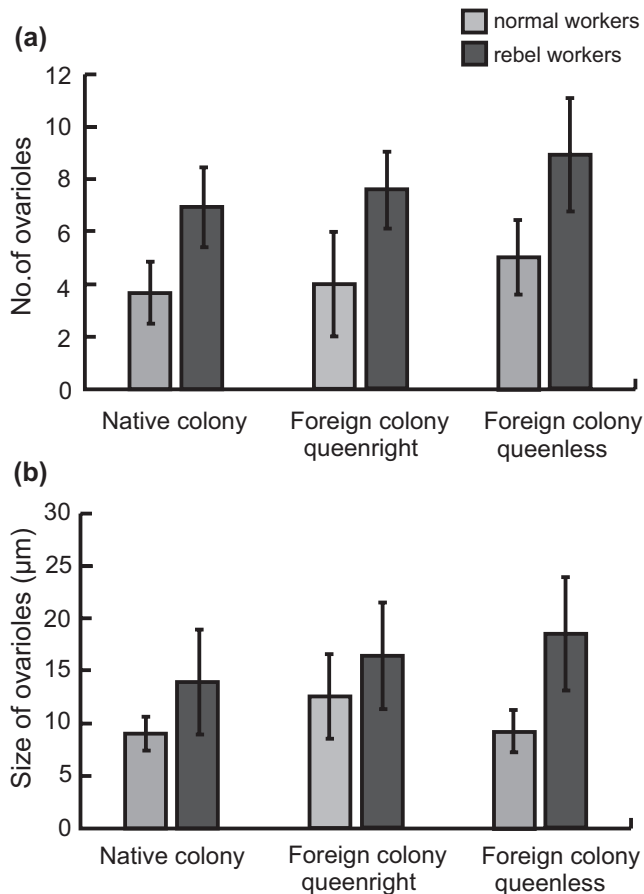 normal workers
rebel workers
(a)
No.of ovarioles
12
10
8
6
4
2
0
Native colony
Foreign colony
queenright
Foreign colony
queenless
(b)
Size of ovarioles (μm)
30
25
20
15
10
5
0
Native colony
Foreign colony
queenright
Foreign colony
queenless